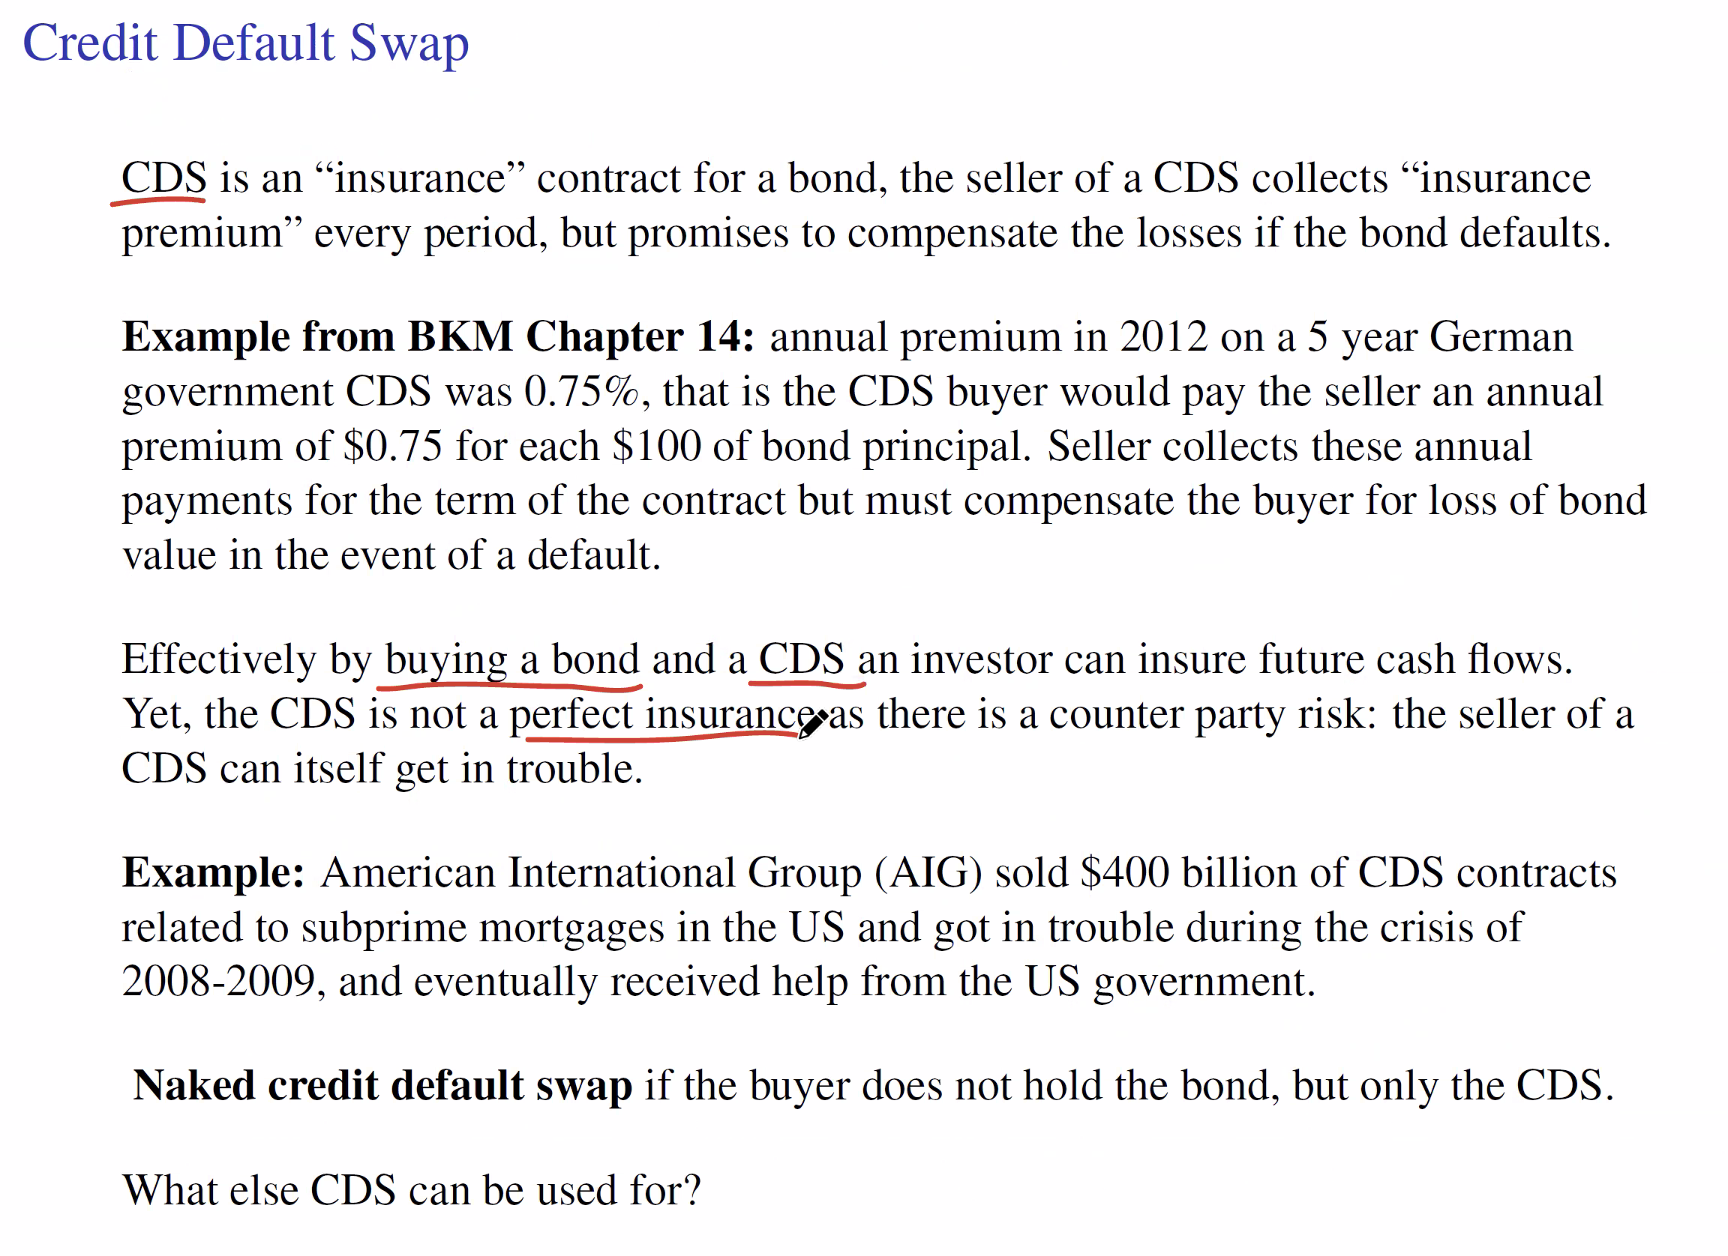 Credit Default Swap
CDS is an “insurance” contract for a bond, the seller of a CDS collects “insurance
premium” every period, but promises to compensate the losses if the bond defaults.
Example from BKM Chapter 14: annual premium in 2012 on a 5 year German
government CDS was 0.75%, that is the CDS buyer would pay the seller an annual
premium of $0.75 for each $100 of bond principal. Seller collects these annual
payments for the term of the contract but must compensate the buyer for loss of bond
value in the event of a default.
Effectively by buying a bond and a CDS an investor can insure future cash flows.
Yet, the CDS is not a perfect insurance as there is a counter party risk: the seller of a
CDS can itself get in trouble.
Example: American International Group (AIG) sold $400 billion of CDS contracts
related to subprime mortgages in the US and got in trouble during the crisis of
2008-2009, and eventually received help from the US government.
Naked credit default swap if the buyer does not hold the bond, but only the CDS.
What else CDS can be used for?